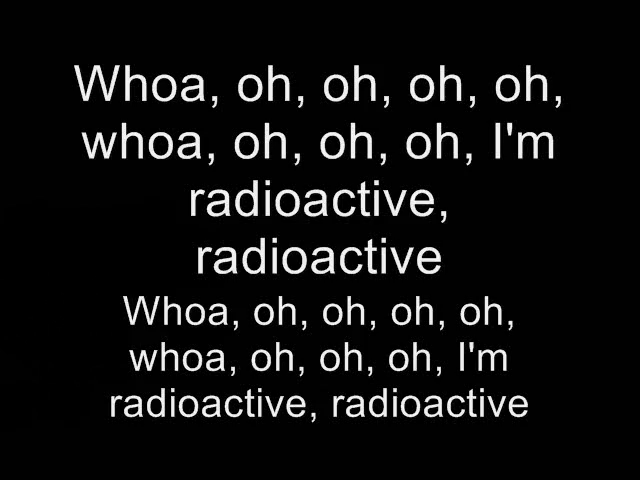 Whoa, oh, oh, oh, oh,
whoa, oh, oh, oh, I'm
radioactive,
radioactive
Whoa, oh, oh, oh, oh,
whoa, oh, oh, oh, I'm
radioactive, radioactive